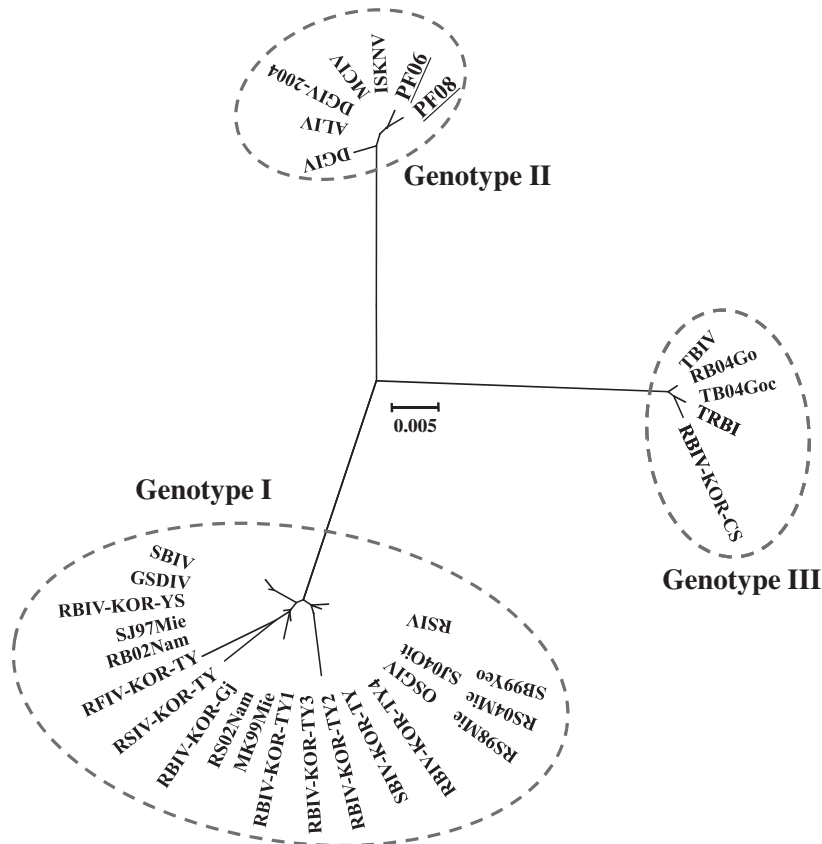 DGIV
ALIV
DGIV-2004
MCIV
ISKNV
PF06
PF08
Genotype II
TBIV
RB04Go
TB04Goc
TRBI
RBIV-KOR-CS
Genotype III
0.005
Genotype I
SBIV
GSDIV
RBIV-KOR-YS
SJ97Mie
RB02Nam
RFIV-KOR-TY
RSIV-KOR-TY
RBIV-KOR-Gj
RS02Nam
MK99Mie
RBIV-KOR-TY1
RBIV-KOR-TY3
RBIV-KOR-TY2
SBIV-KOR-TY
RBIV-KOR-TY4
OSGIV
SJ04Oit
RSIV
SB99Yeo
RS04Mie
RS98Mie